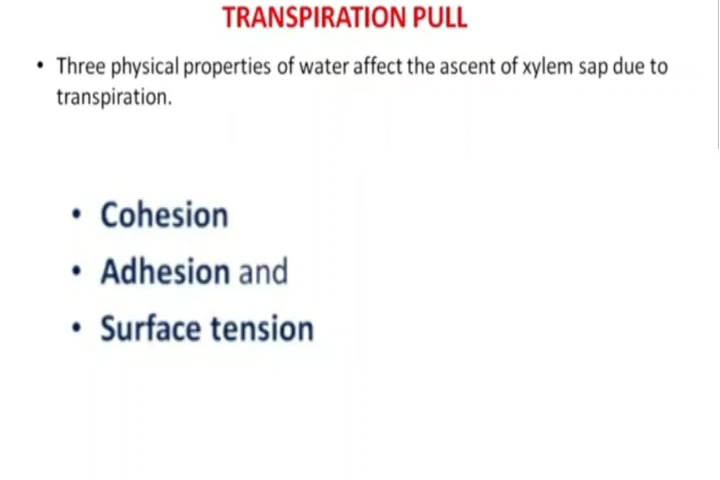 TRANSPIRATION PULL
• Three physical properties of water affect the ascent of xylem sap due to
transpiration.
• Cohesion
• Adhesion and
• Surface tension